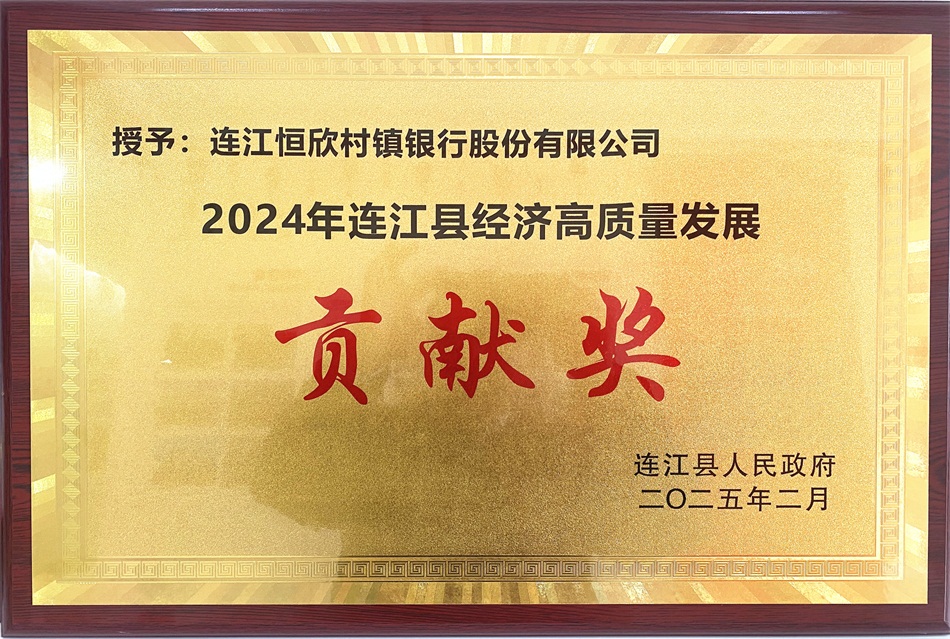 授予：连江恒欣村镇银行股份有限公司
2024年连江县经济高质量发展
贡献奖
连江县人民政府
二〇二五年二月